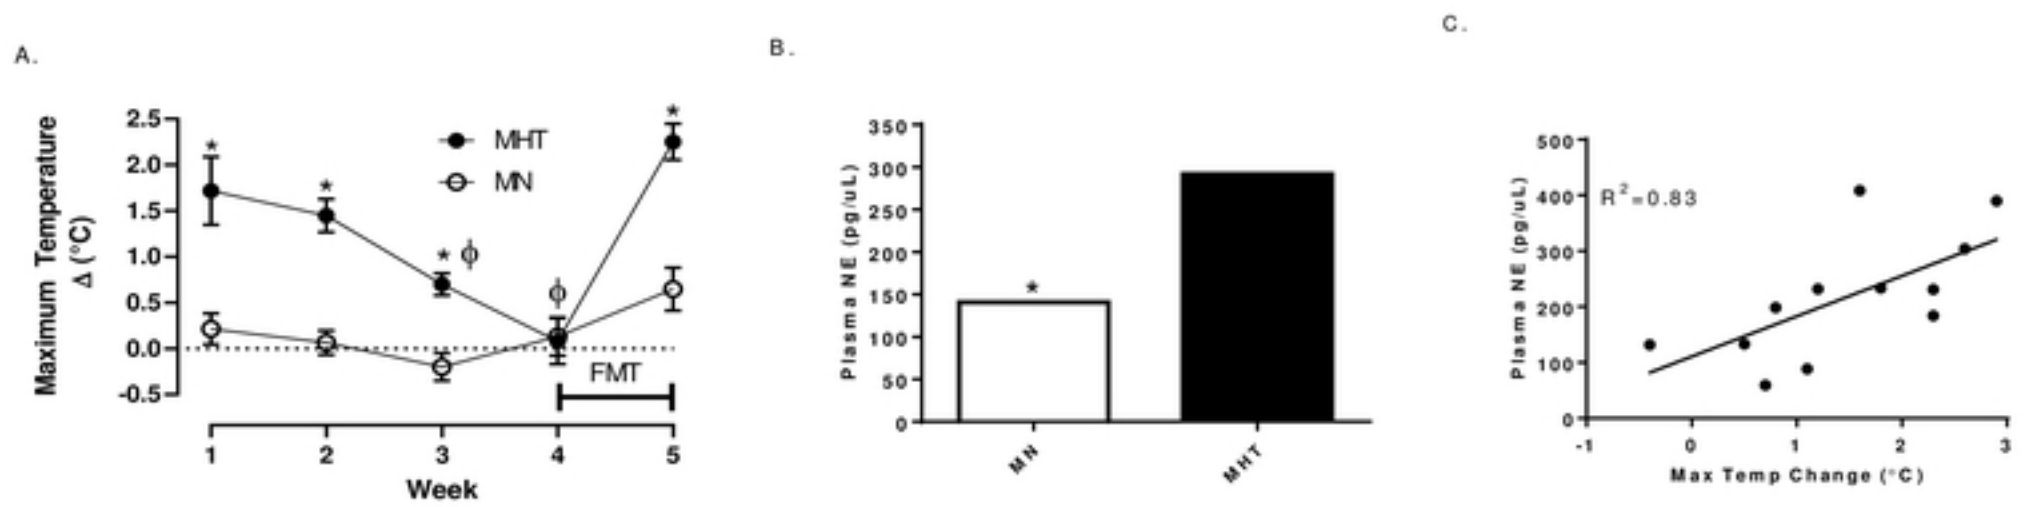 A.
Maximum Temperature
Δ (°C)
2.5
2.0
1.5
1.0
0.5
0.0
-0.5
*
*
* ϕ
ϕ
*
MHT
MN
FMT
1 2 3 4 5
Week
B.
Plasma NE (pg/uL)
350
300
250
200
150
100
50
0
*
MN
MHT
C.
Plasma NE (pg/uL)
500
400
300
200
100
0
R²=0.83
-1 0 1 2 3
Max Temp Change (°C)